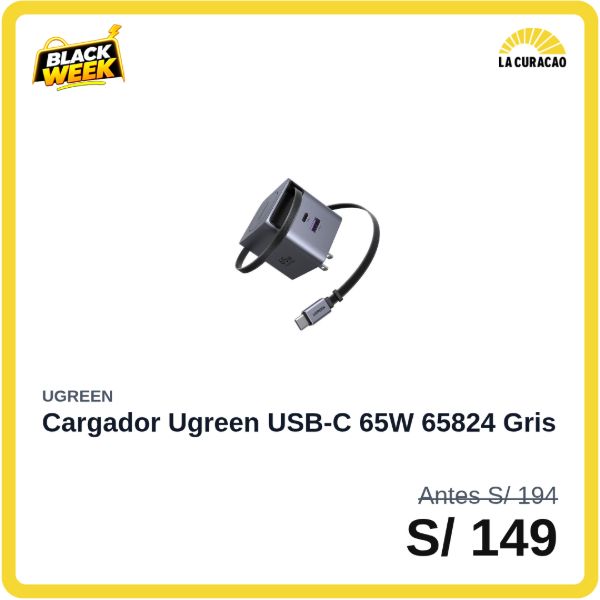 BLACK
WEEK
LA CURACAO
UGREEN
Cargador Ugreen USB-C 65W 65824 Gris
Antes S/ 194
S/ 149